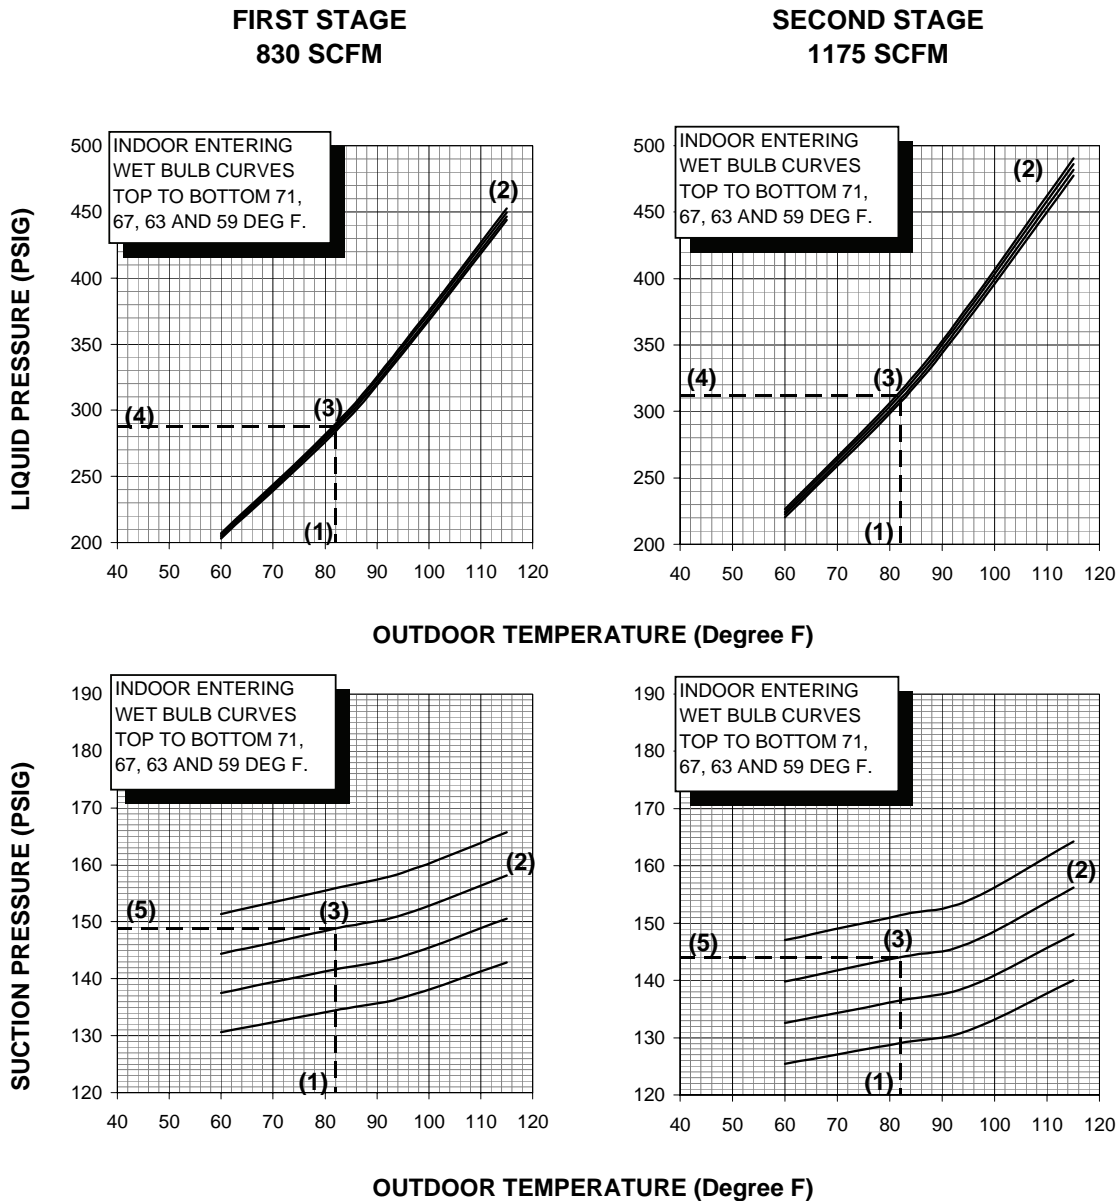 FIRST STAGE
830 SCFM
SECOND STAGE
1175 SCFM
LIQUID PRESSURE (PSIG)
INDOOR ENTERING
WET BULB CURVES
TOP TO BOTTOM 71,
67, 63 AND 59 DEG F.
500
450
400
350
300
250
200
(2)
(3)
(4)
(1)
40 50 60 70 80 90 100 110 120
INDOOR ENTERING
WET BULB CURVES
TOP TO BOTTOM 71,
67, 63 AND 59 DEG F.
500
450
400
350
300
250
200
(2)
(3)
(4)
(1)
40 50 60 70 80 90 100 110 120
OUTDOOR TEMPERATURE (Degree F)
SUCTION PRESSURE (PSIG)
INDOOR ENTERING
WET BULB CURVES
TOP TO BOTTOM 71,
67, 63 AND 59 DEG F.
190
180
170
160
150
140
130
120
(2)
(5)
(3)
(1)
40 50 60 70 80 90 100 110 120
INDOOR ENTERING
WET BULB CURVES
TOP TO BOTTOM 71,
67, 63 AND 59 DEG F.
190
180
170
160
150
140
130
120
(2)
(5)
(3)
(1)
40 50 60 70 80 90 100 110 120
OUTDOOR TEMPERATURE (Degree F)